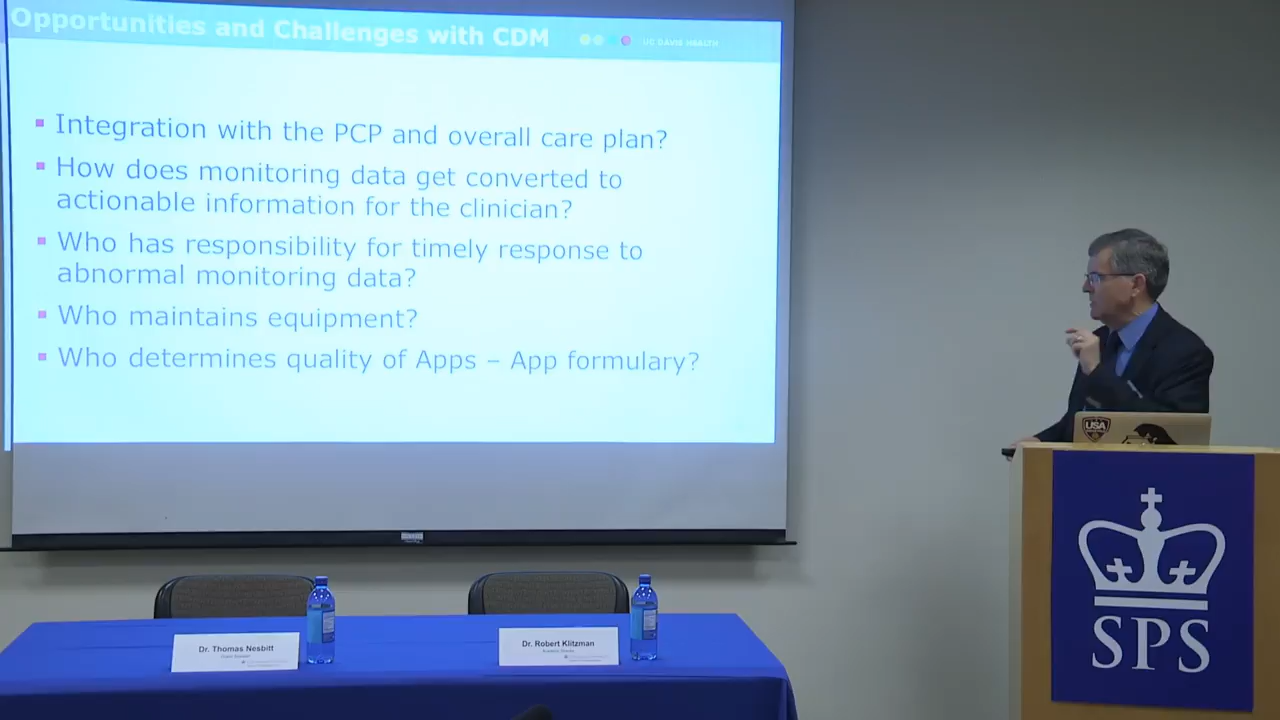 Opportunities and Challenges with CDM
UC DAVIS HEALTH
Integration with the PCP and overall care plan?
How does monitoring data get converted to
actionable information for the clinician?
Who has responsibility for timely response to
abnormal monitoring data?
Who maintains equipment?
Who determines quality of Apps – App formulary?
USA
SPS
Dr. Thomas Nesbitt
Dr. Robert Klitzman